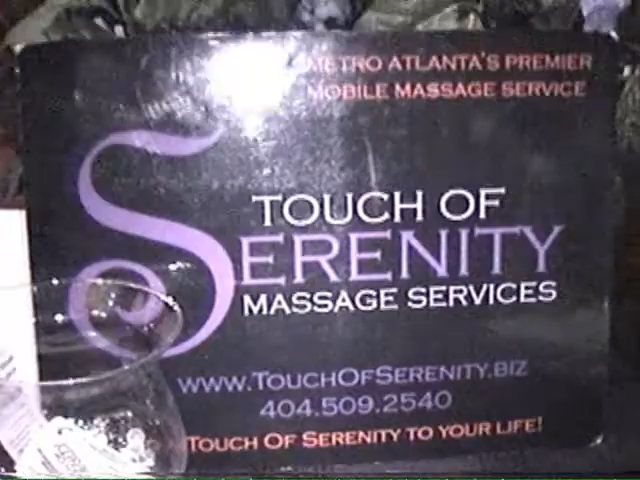 METRO ATLANTA'S PREMIER
MOBILE MASSAGE SERVICE
TOUCH OF
SERENITY
MASSAGE SERVICES
WWW.TOUCHOFSERENITY.BIZ
404.509.2540
TOUCH OF SERENITY TO YOUR LIFE!